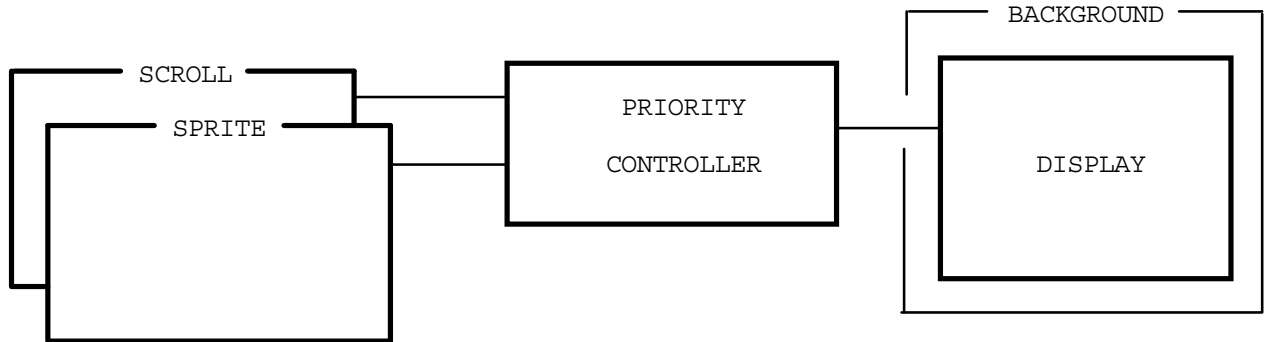 BACKGROUND
SCROLL
SPRITE
PRIORITY
CONTROLLER
DISPLAY